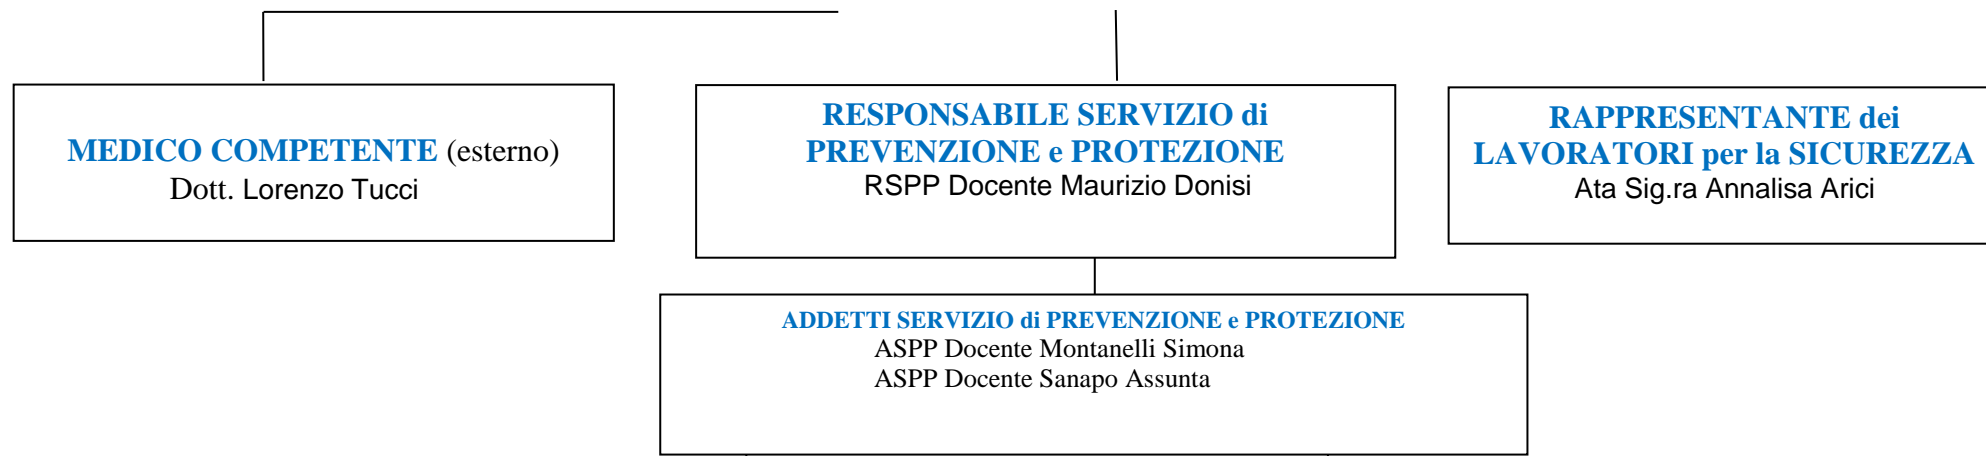 MEDICO COMPETENTE (esterno)
Dott. Lorenzo Tucci
RESPONSABILE SERVIZIO di
PREVENZIONE e PROTEZIONE
RSPP Docente Maurizio Donisi
RAPPRESENTANTE dei
LAVORATORI per la SICUREZZA
Ata Sig.ra Annalisa Arici
ADDETTI SERVIZIO di PREVENZIONE e PROTEZIONE
ASPP Docente Montanelli Simona
ASPP Docente Sanapo Assunta